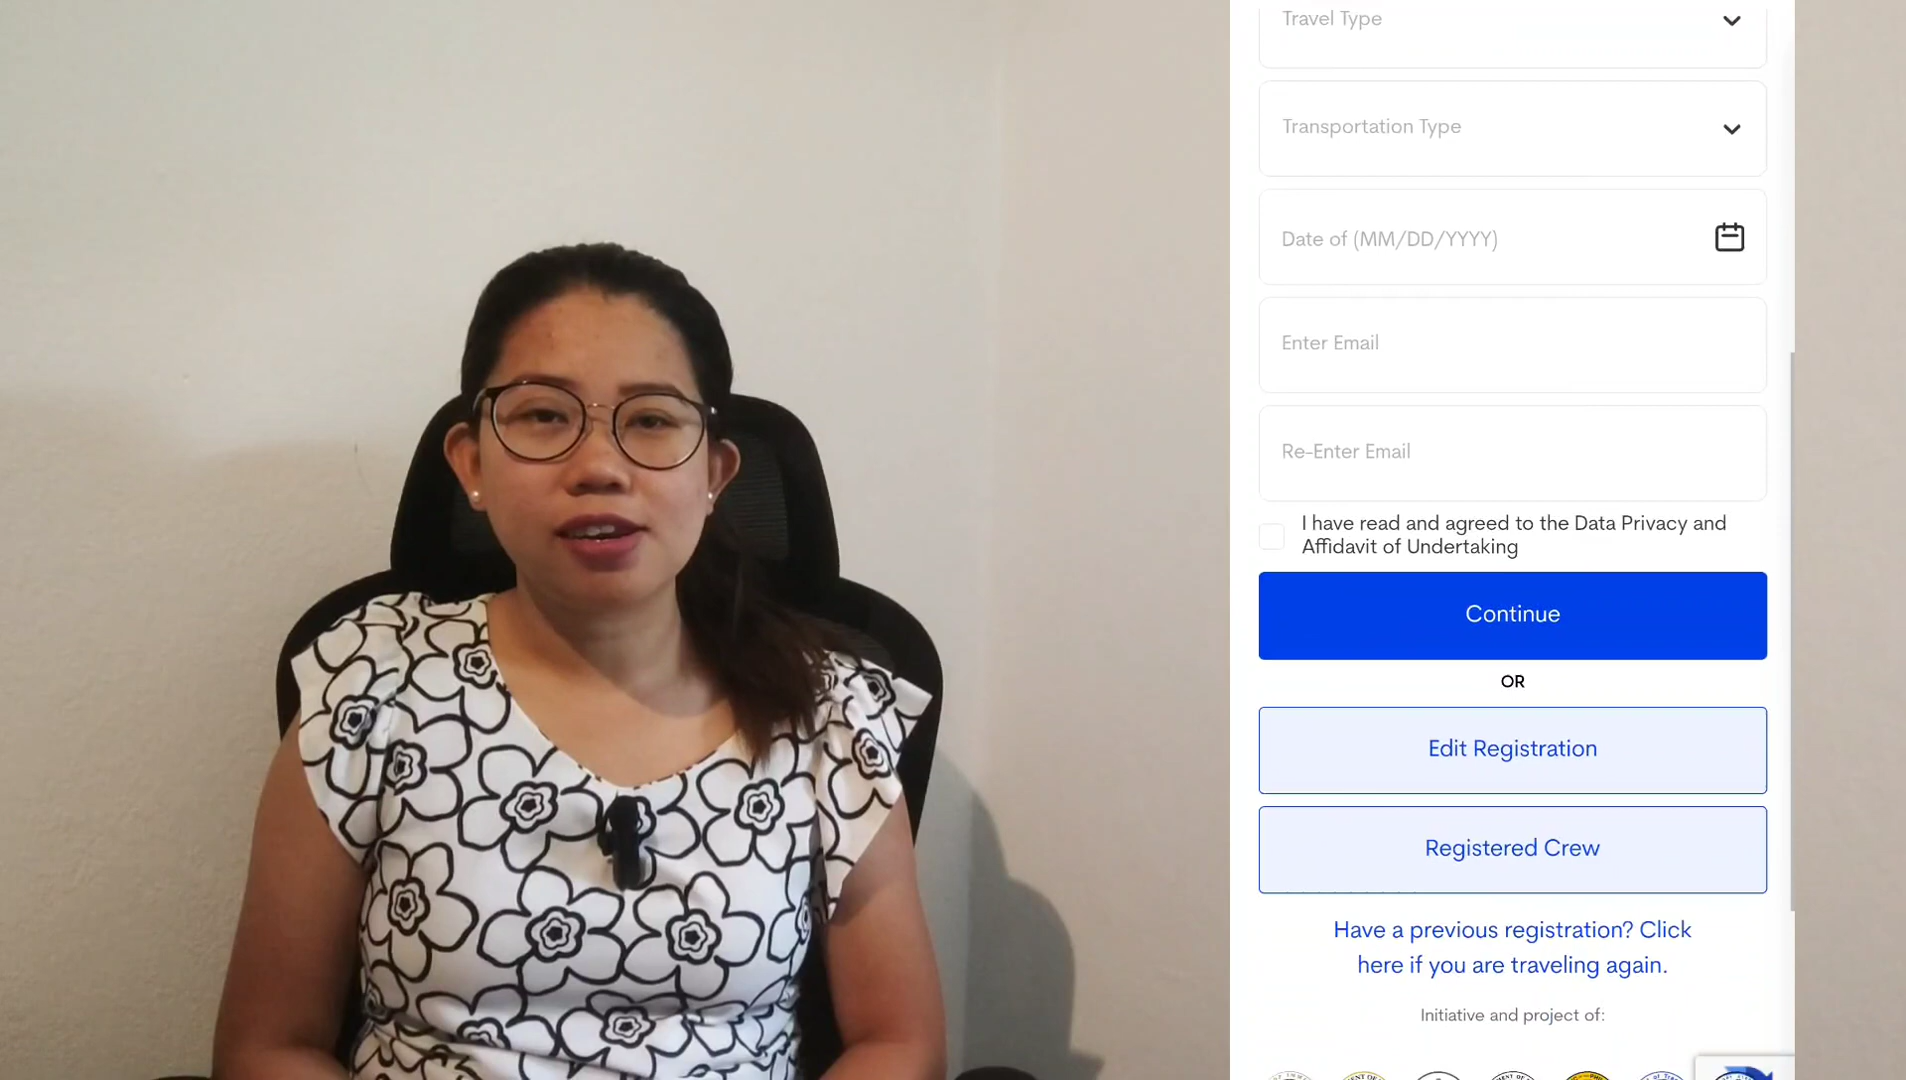 Travel Type
Transportation Type
Date of (MM/DD/YYYY)
Enter Email
Re-Enter Email
I have read and agreed to the Data Privacy and
Affidavit of Undertaking
Continue
OR
Edit Registration
Registered Crew
Have a previous registration? Click
here if you are traveling again.
Initiative and project of: